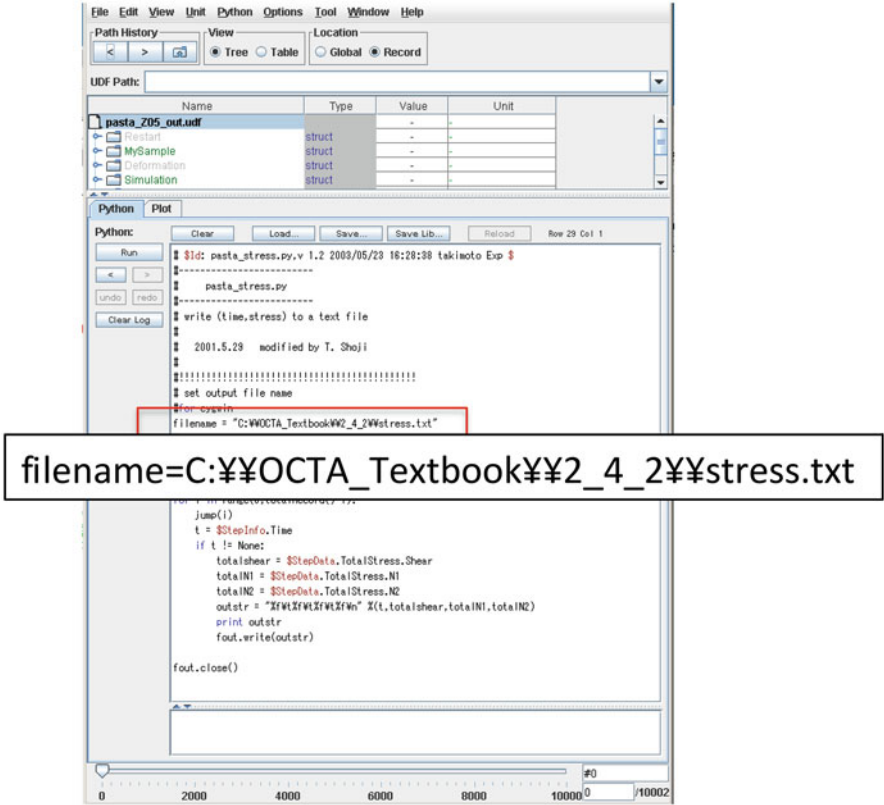 File Edit View Unit Python Options Tool Window Help
Path History View Location
< > Tree Table Global Record
UDF Path:
Name Type Value Unit
pasta_Z05_out.udf - -
Restart struct - -
MySample struct - -
Deformation struct - -
Simulation struct - -
Python Plot
Python: Clear Load... Save... Save Lib... Reload Row 29 Col 1
Run
< >
undo redo
Clear Log
# $Id: pasta_stress.py,v 1.2 2003/05/23 16:28:38 takimoto Exp $
#-------------------------
# pasta_stress.py
#-------------------------
# write (time,stress) to a text file
#
# 2001.5.29 modified by T. Shoji
#
#!!!!!!!!!!!!!!!!!!!!!!!!!!!!!!!!!!!!!!!!!!!!
# set output file name
#for cygwin
filename = "C:¥¥OCTA_Textbook¥¥2_4_2¥¥stress.txt"
filename=C:¥¥OCTA_Textbook¥¥2_4_2¥¥stress.txt
jump(i)
t = $StepInfo.Time
if t != None:
totalshear = $StepData.TotalStress.Shear
totalN1 = $StepData.TotalStress.N1
totalN2 = $StepData.TotalStress.N2
outstr = "%f¥t%f¥t%f¥t%f¥n" %(t,totalshear,totalN1,totalN2)
print outstr
fout.write(outstr)
fout.close()
#0
0 2000 4000 6000 8000 10000 0 /10002